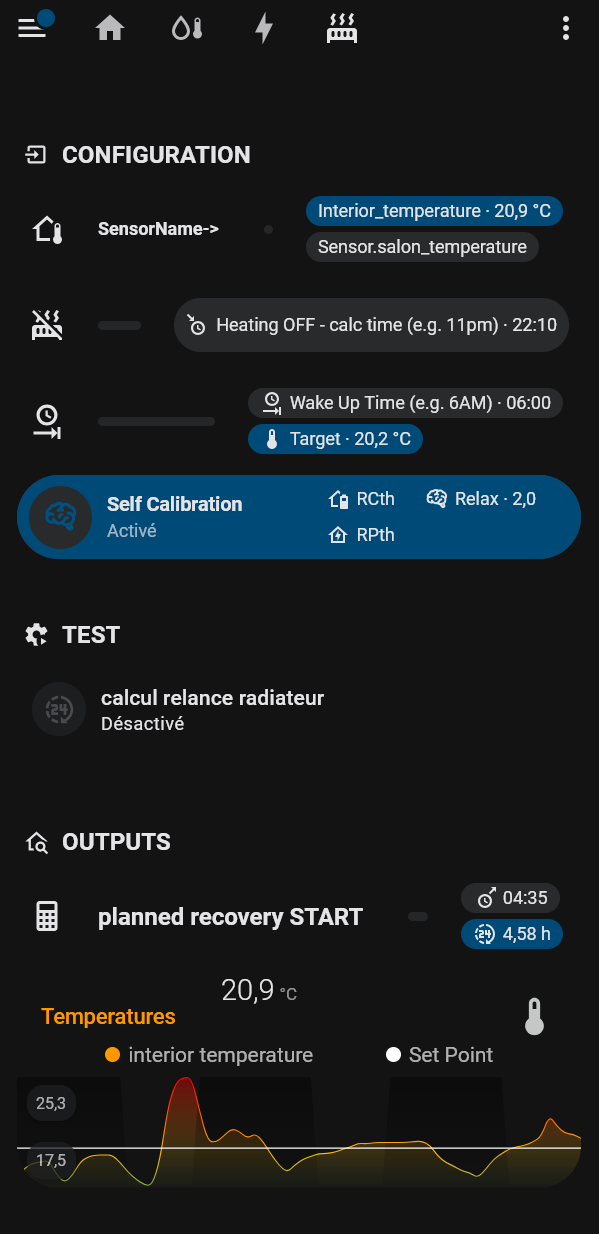 CONFIGURATION
SensorName->
Interior_temperature · 20,9 °C
Sensor.salon_temperature
Heating OFF - calc time (e.g. 11pm) · 22:10
Wake Up Time (e.g. 6AM) · 06:00
Target · 20,2 °C
Self Calibration
Activé
RCth
Relax · 2,0
RPth
TEST
24
calcul relance radiateur
Désactivé
OUTPUTS
planned recovery START
04:35
24
4,58 h
20,9 °C
Temperatures
interior temperature
Set Point
25,3
17,5